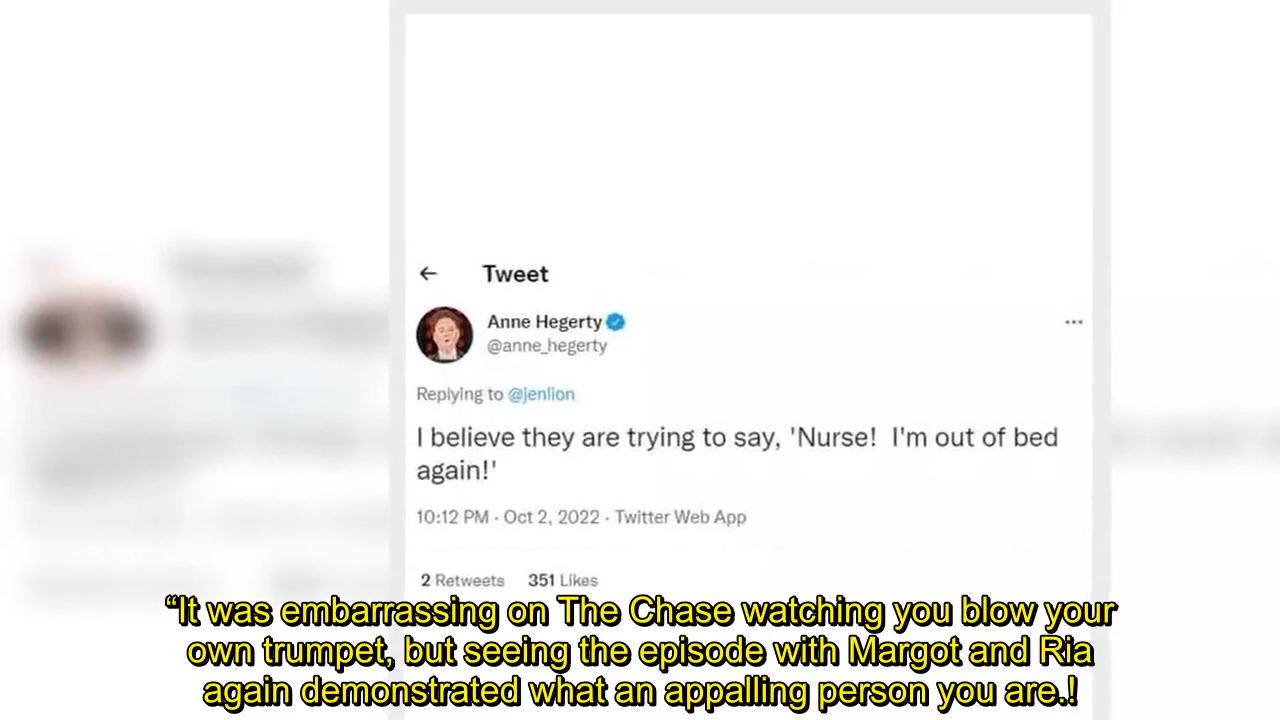 Tweet
Anne Hegerty
@anne_hegerty
Replying to @jenlion
I believe they are trying to say, 'Nurse!  I'm out of bed
again!'
10:12 PM · Oct 2, 2022 · Twitter Web App
2 Retweets 351 Likes
“It was embarrassing on The Chase watching you blow your
own trumpet, but seeing the episode with Margot and Ria
again demonstrated what an appalling person you are.!